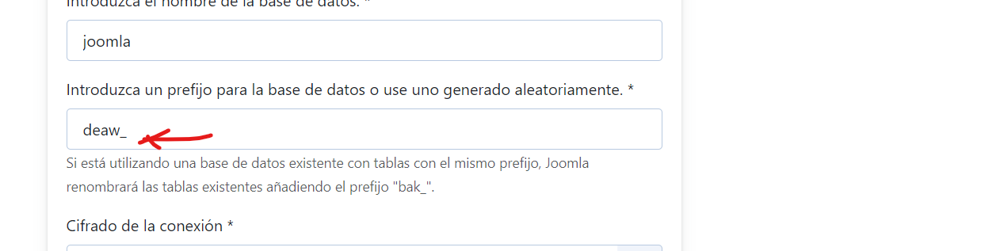 Introduzca el nombre de la base de datos. *
joomla
Introduzca un prefijo para la base de datos o use uno generado aleatoriamente. *
deaw_
Si está utilizando una base de datos existente con tablas con el mismo prefijo, Joomla
renombrará las tablas existentes añadiendo el prefijo "bak_".
Cifrado de la conexión *